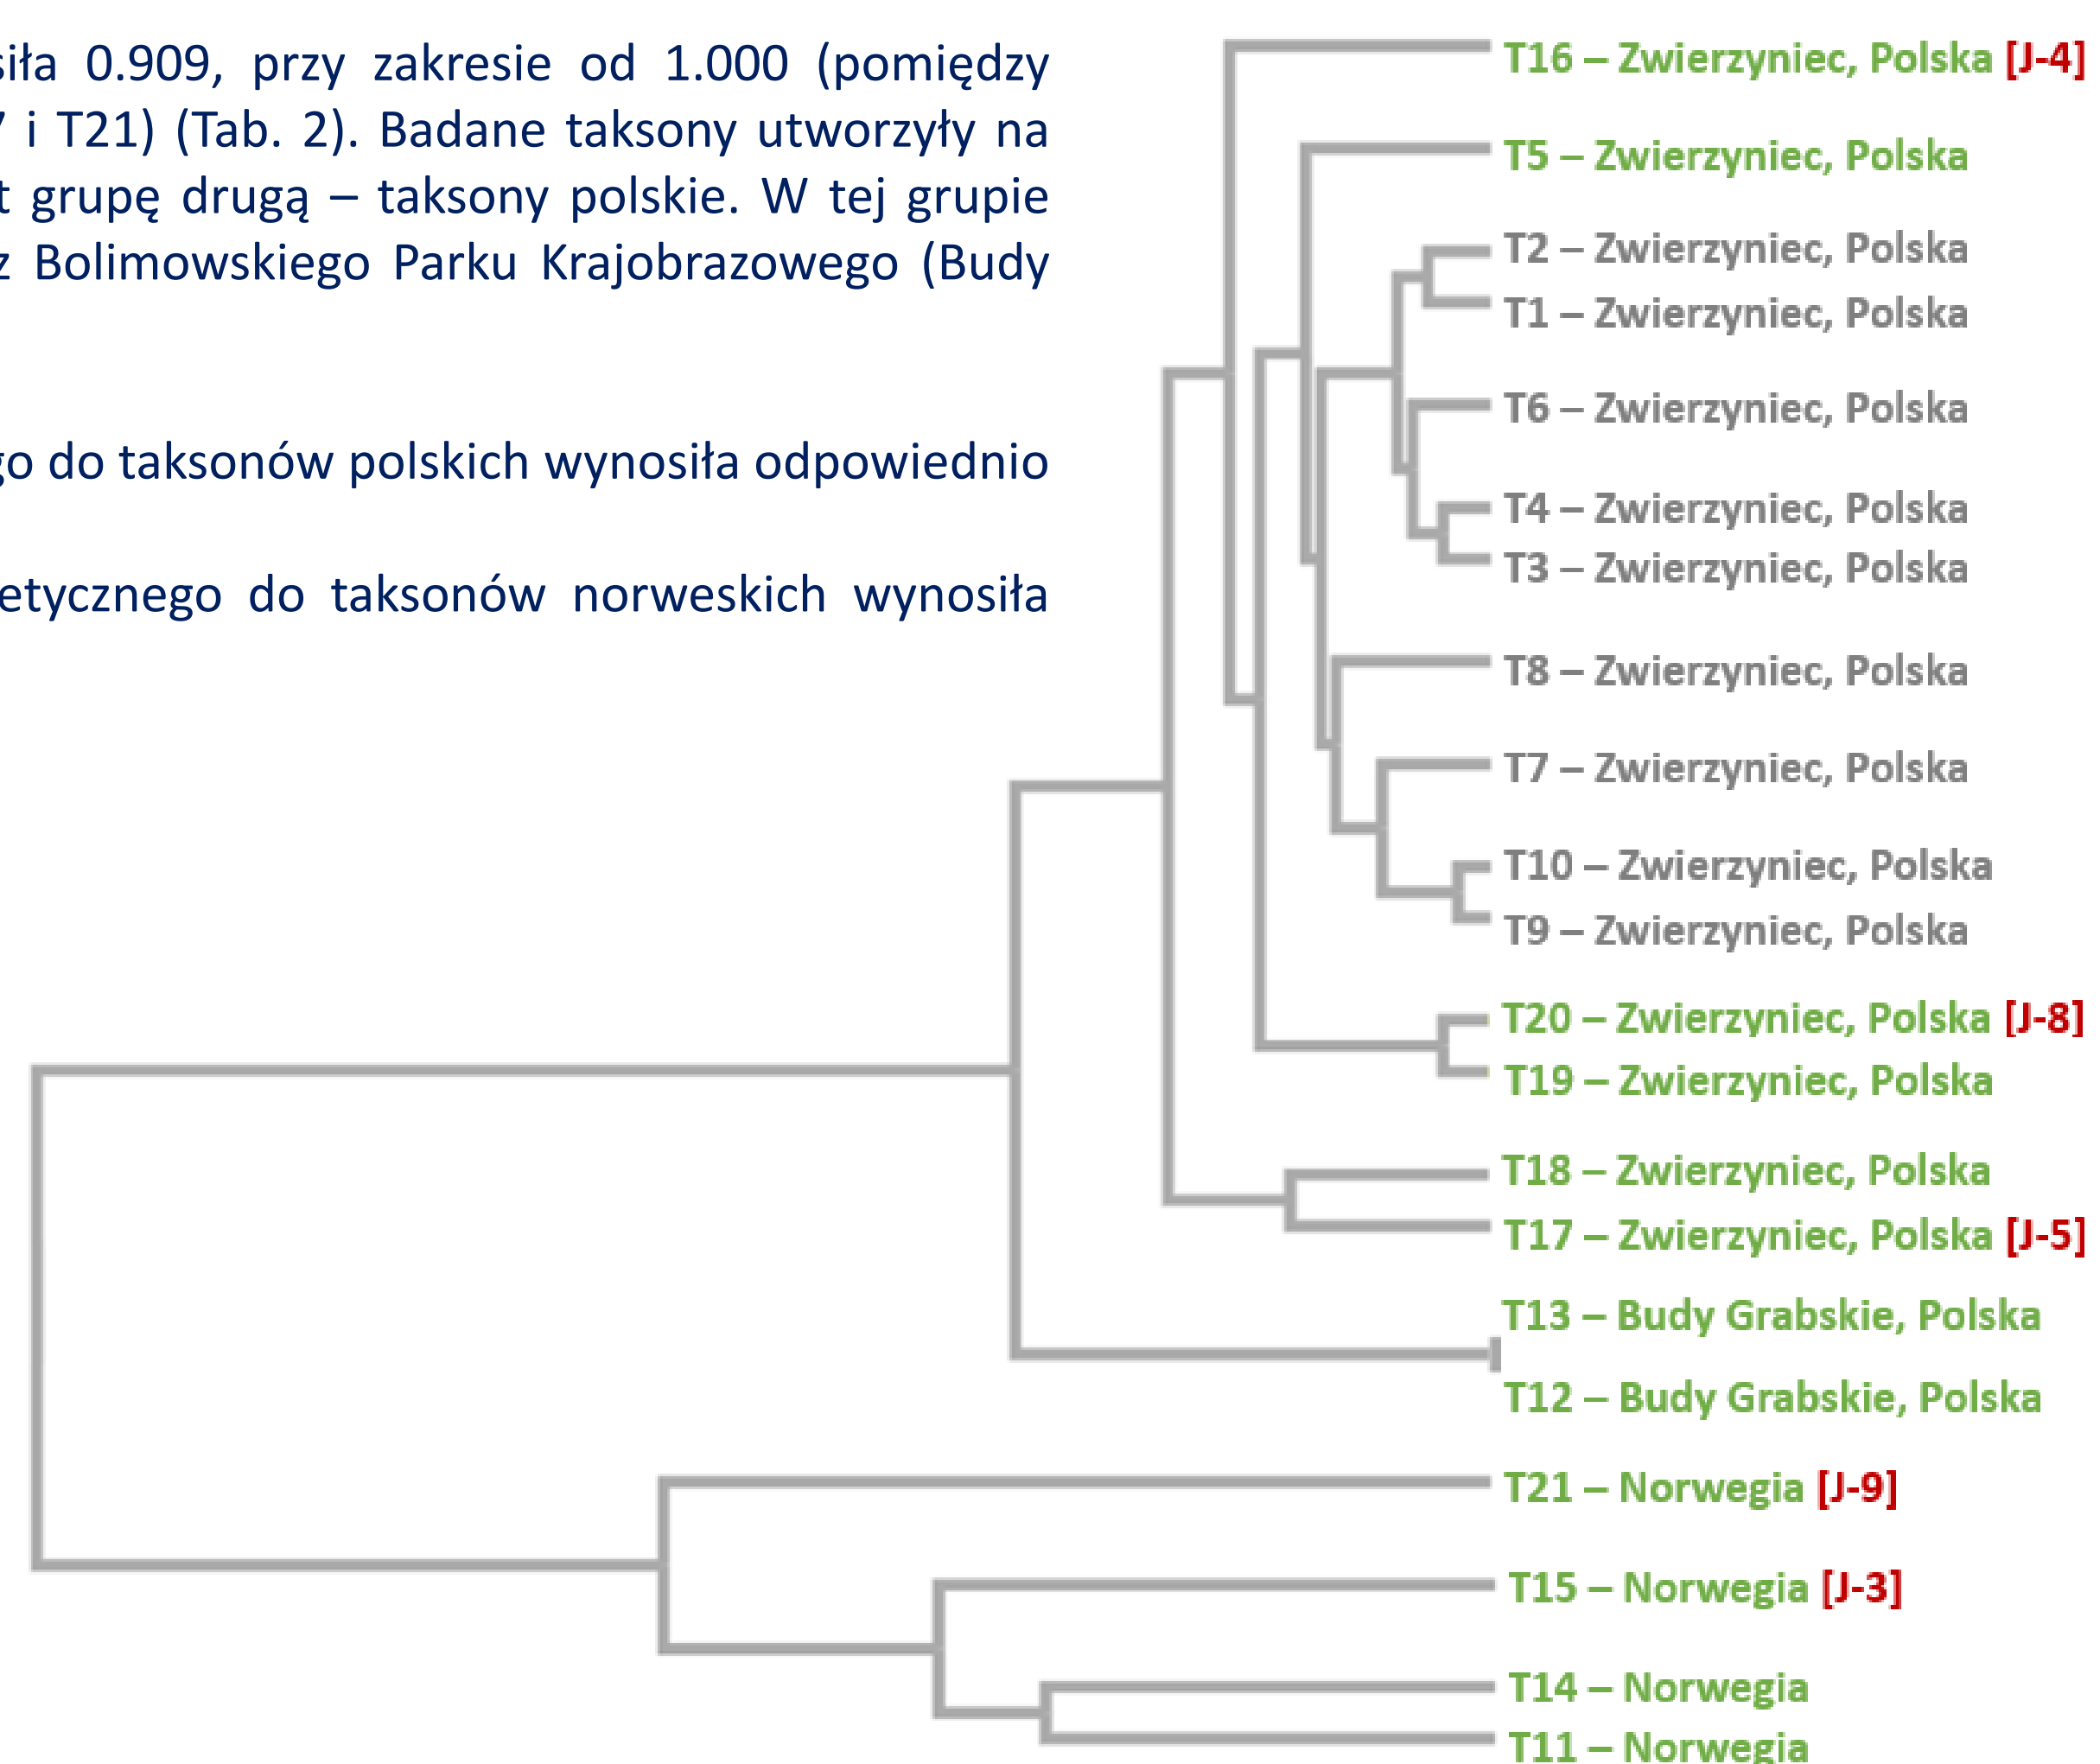 siła 0.909, przy zakresie od 1.000 (pomiędzy
i T21) (Tab. 2). Badane taksony utworzyły na
t grupę drugą – taksony polskie. W tej grupie
z Bolimowskiego Parku Krajobrazowego (Budy
go do taksonów polskich wynosiła odpowiednio
etycznego do taksonów norweskich wynosiła
T16 – Zwierzyniec, Polska [J-4]
T5 – Zwierzyniec, Polska
T2 – Zwierzyniec, Polska
T1 – Zwierzyniec, Polska
T6 – Zwierzyniec, Polska
T4 – Zwierzyniec, Polska
T3 – Zwierzyniec, Polska
T8 – Zwierzyniec, Polska
T7 – Zwierzyniec, Polska
T10 – Zwierzyniec, Polska
T9 – Zwierzyniec, Polska
T20 – Zwierzyniec, Polska [J-8]
T19 – Zwierzyniec, Polska
T18 – Zwierzyniec, Polska
T17 – Zwierzyniec, Polska [J-5]
T13 – Budy Grabskie, Polska
T12 – Budy Grabskie, Polska
T21 – Norwegia [J-9]
T15 – Norwegia [J-3]
T14 – Norwegia
T11 – Norwegia